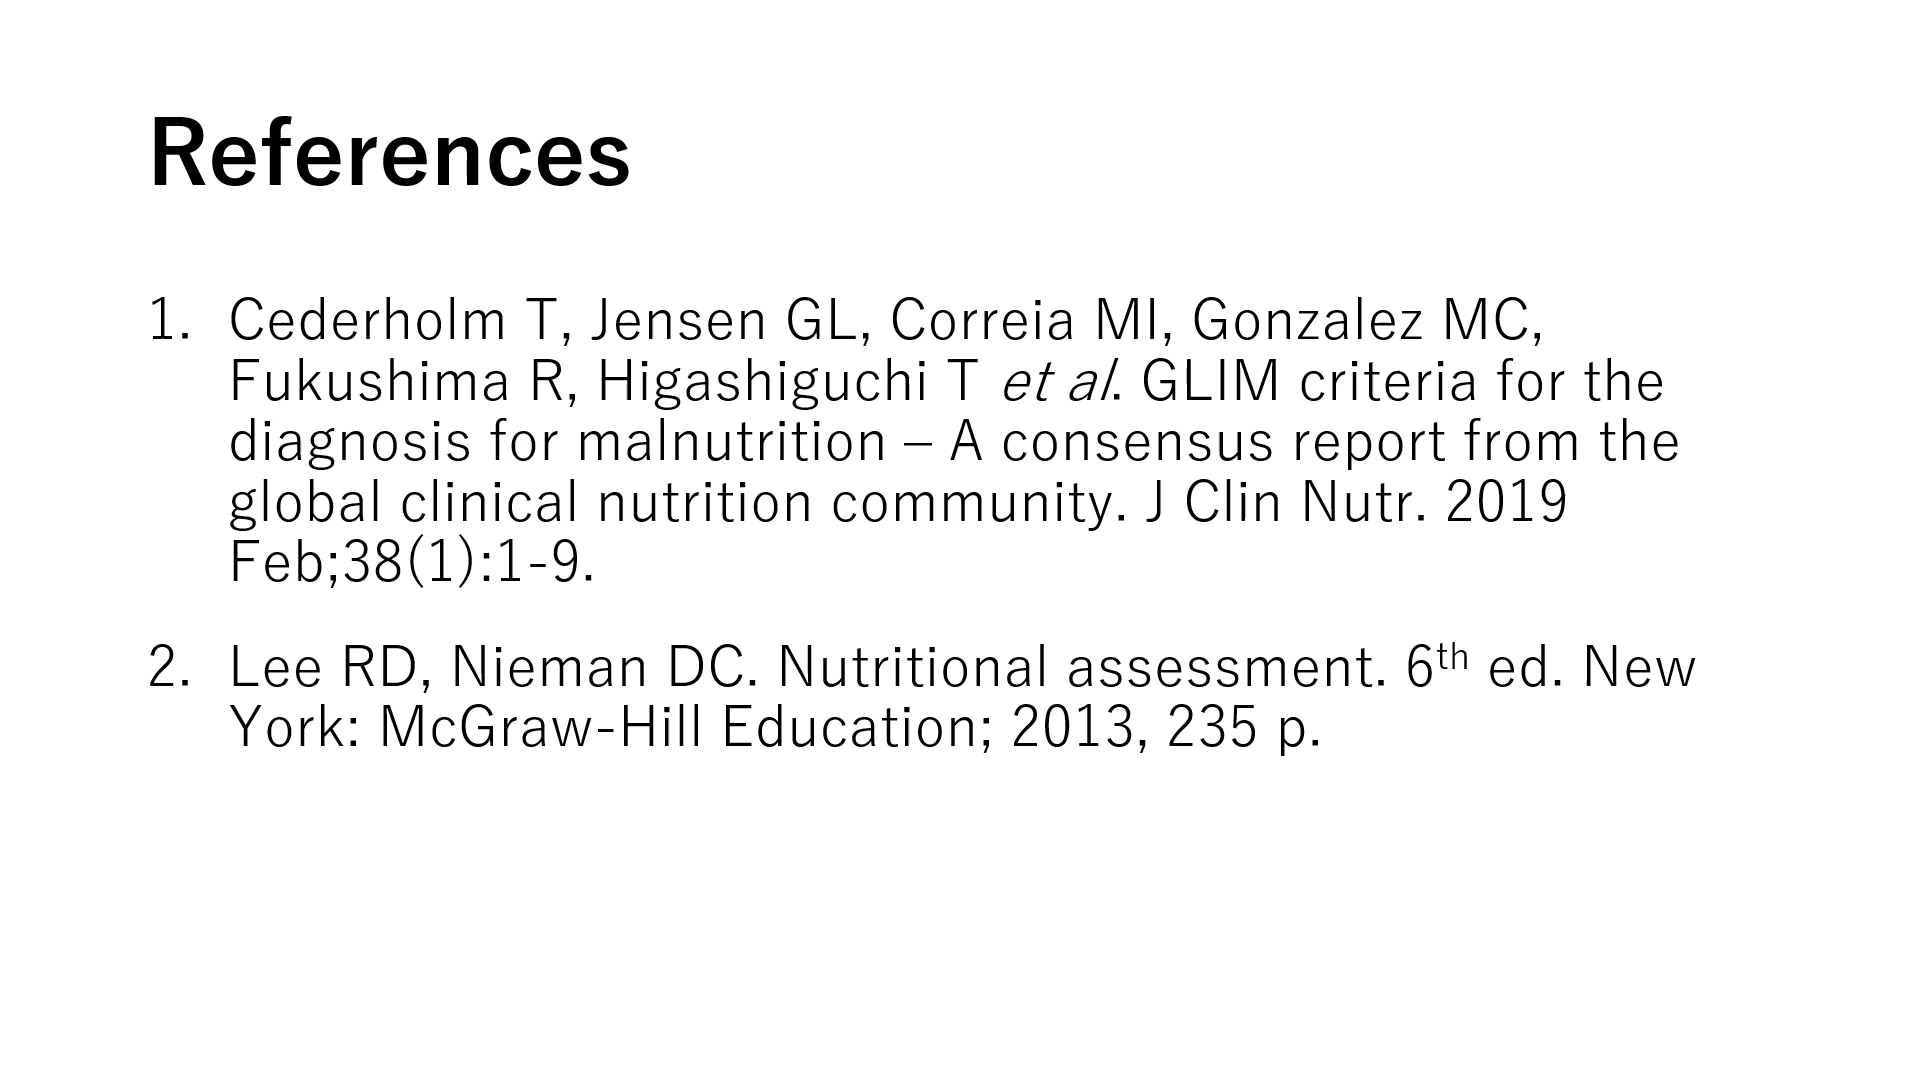 References
1. Cederholm T, Jensen GL, Correia MI, Gonzalez MC,
Fukushima R, Higashiguchi T et al. GLIM criteria for the
diagnosis for malnutrition – A consensus report from the
global clinical nutrition community. J Clin Nutr. 2019
Feb;38(1):1-9.
2. Lee RD, Nieman DC. Nutritional assessment. 6th ed. New
York: McGraw-Hill Education; 2013, 235 p.